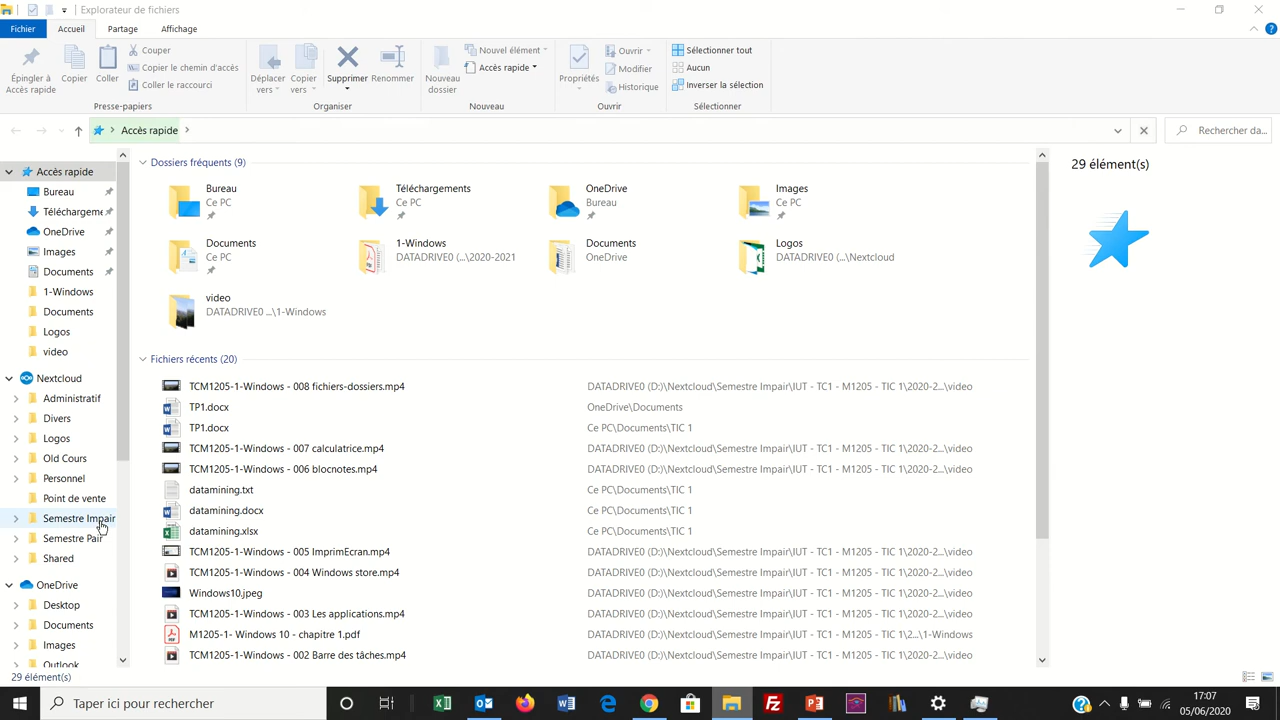 Explorateur de fichiers
Fichier Accueil Partage Affichage
Épingler à Accès rapide
Copier
Coller
Couper
Copier le chemin d'accès
Coller le raccourci
Presse-papiers
Déplacer vers
Copier vers
Supprimer
Renommer
Organiser
Nouveau dossier
Nouvel élément
Accès rapide
Nouveau
Propriétés
Ouvrir
Modifier
Historique
Ouvrir
Sélectionner tout
Aucun
Inverser la sélection
Sélectionner
Accès rapide
Rechercher da...
Accès rapide
Bureau
Téléchargeme
OneDrive
Images
Documents
1-Windows
Documents
Logos
video
Nextcloud
Administratif
Divers
Logos
Old Cours
Personnel
Point de vente
Semestre Impair
Semestre Pair
Shared
OneDrive
Desktop
Documents
Images
Outlook
Dossiers fréquents (9)
Bureau
Ce PC
Téléchargements
Ce PC
OneDrive
Bureau
Images
Ce PC
Documents
Ce PC
1-Windows
DATADRIVE0 (...\2020-2021
Documents
OneDrive
Logos
DATADRIVE0 (...\Nextcloud
video
DATADRIVE0 ...\1-Windows
Fichiers récents (20)
TCM1205-1-Windows - 008 fichiers-dossiers.mp4 DATADRIVE0 (D:)\Nextcloud\Semestre Impair\IUT - TC1 - M1205 - TIC 1\2020-2...\video
TP1.docx OneDrive\Documents
TP1.docx Ce PC\Documents\TIC 1
TCM1205-1-Windows - 007 calculatrice.mp4 DATADRIVE0 (D:)\Nextcloud\Semestre Impair\IUT - TC1 - M1205 - TIC 1\2020-2...\video
TCM1205-1-Windows - 006 blocnotes.mp4 DATADRIVE0 (D:)\Nextcloud\Semestre Impair\IUT - TC1 - M1205 - TIC 1\2020-2...\video
datamining.txt Ce PC\Documents\TIC 1
datamining.docx Ce PC\Documents\TIC 1
datamining.xlsx Ce PC\Documents\TIC 1
TCM1205-1-Windows - 005 ImprimEcran.mp4 DATADRIVE0 (D:)\Nextcloud\Semestre Impair\IUT - TC1 - M1205 - TIC 1\2020-2...\video
TCM1205-1-Windows - 004 Windows store.mp4 DATADRIVE0 (D:)\Nextcloud\Semestre Impair\IUT - TC1 - M1205 - TIC 1\2020-2...\video
Windows10.jpeg DATADRIVE0 (D:)\Nextcloud\Semestre Impair\IUT - TC1 - M1205 - TIC 1\2020-2...\video
TCM1205-1-Windows - 003 Les applications.mp4 DATADRIVE0 (D:)\Nextcloud\Semestre Impair\IUT - TC1 - M1205 - TIC 1\2020-2...\video
M1205-1- Windows 10 - chapitre 1.pdf DATADRIVE0 (D:)\Nextcloud\Semestre Impair\IUT - TC1 - M1205 - TIC 1\2...\1-Windows
TCM1205-1-Windows - 002 Barre des tâches.mp4 DATADRIVE0 (D:)\Nextcloud\Semestre Impair\IUT - TC1 - M1205 - TIC 1\2020-2...\video
29 élément(s)
29 élément(s)
Taper ici pour rechercher
17:07
05/06/2020